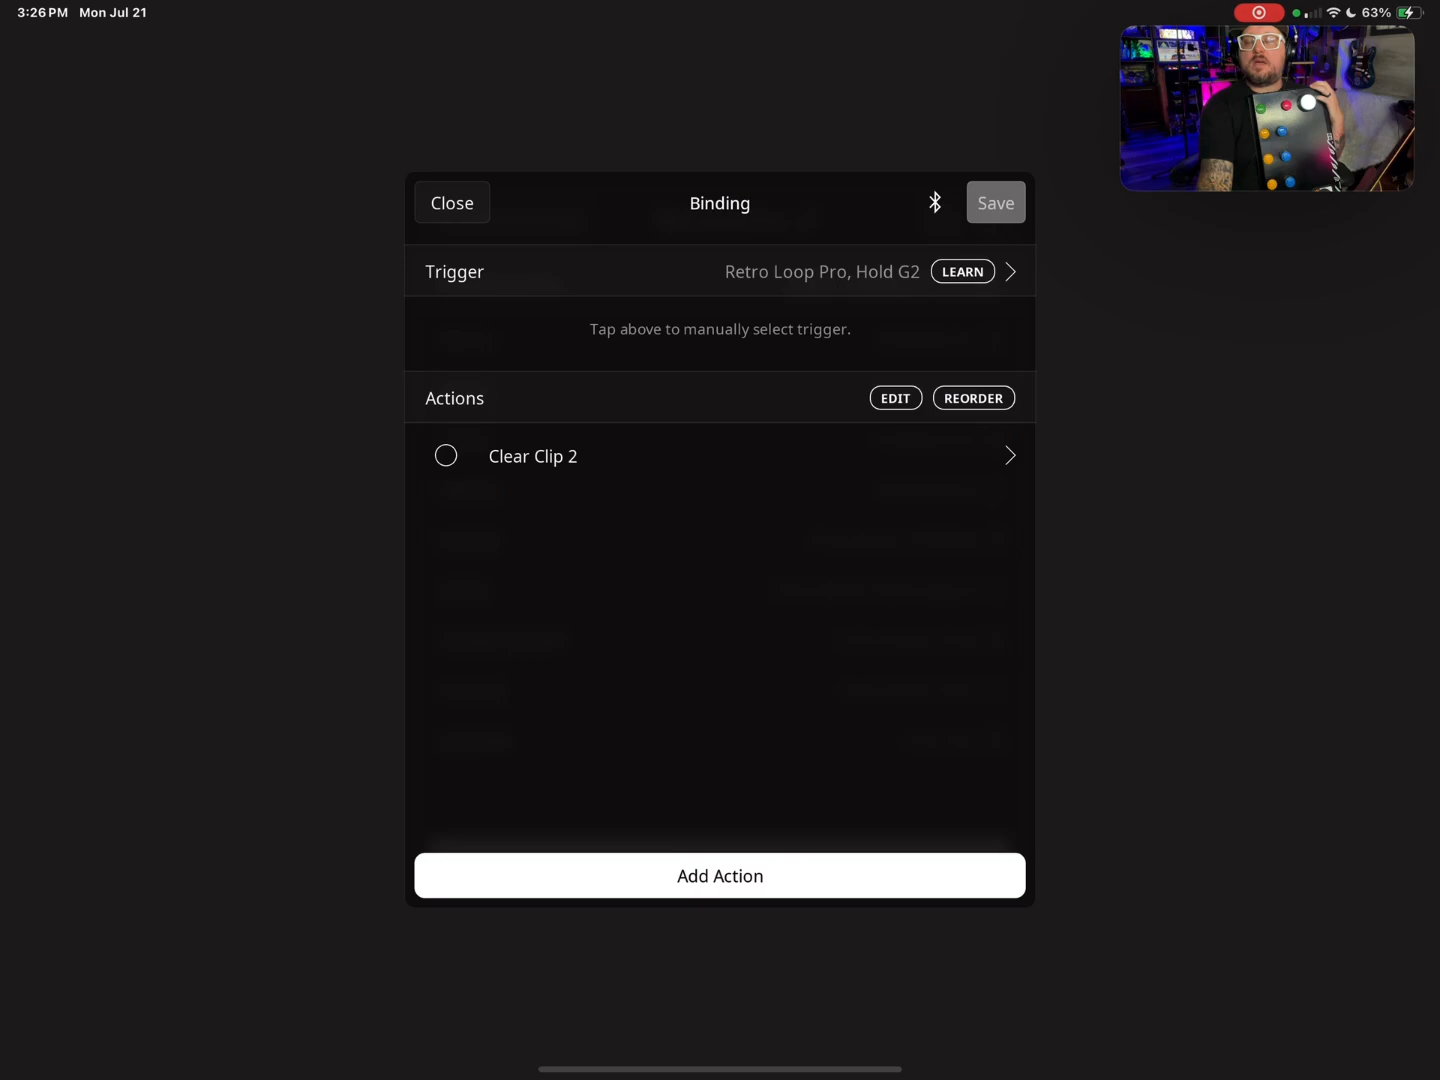 3:26 PM Mon Jul 21
63%
Close
Binding
Save
Trigger
Retro Loop Pro, Hold G2
LEARN
Tap above to manually select trigger.
Actions
EDIT
REORDER
Clear Clip 2
Add Action